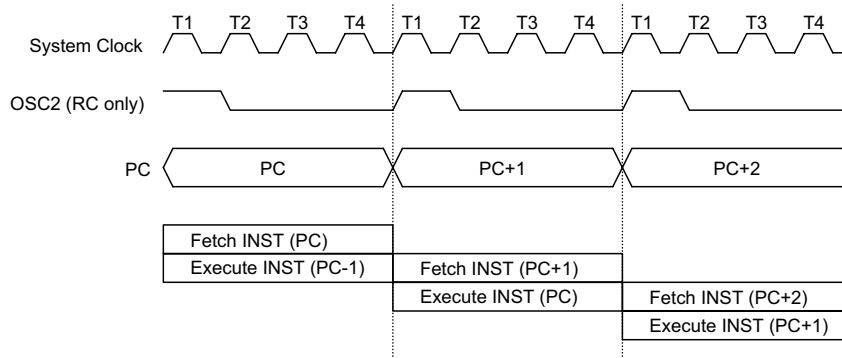 T1 T2 T3 T4 T1 T2 T3 T4 T1 T2 T3 T4
System Clock
OSC2 (RC only)
PC PC PC+1 PC+2
Fetch INST (PC)
Execute INST (PC-1) Fetch INST (PC+1)
Execute INST (PC) Fetch INST (PC+2)
Execute INST (PC+1)